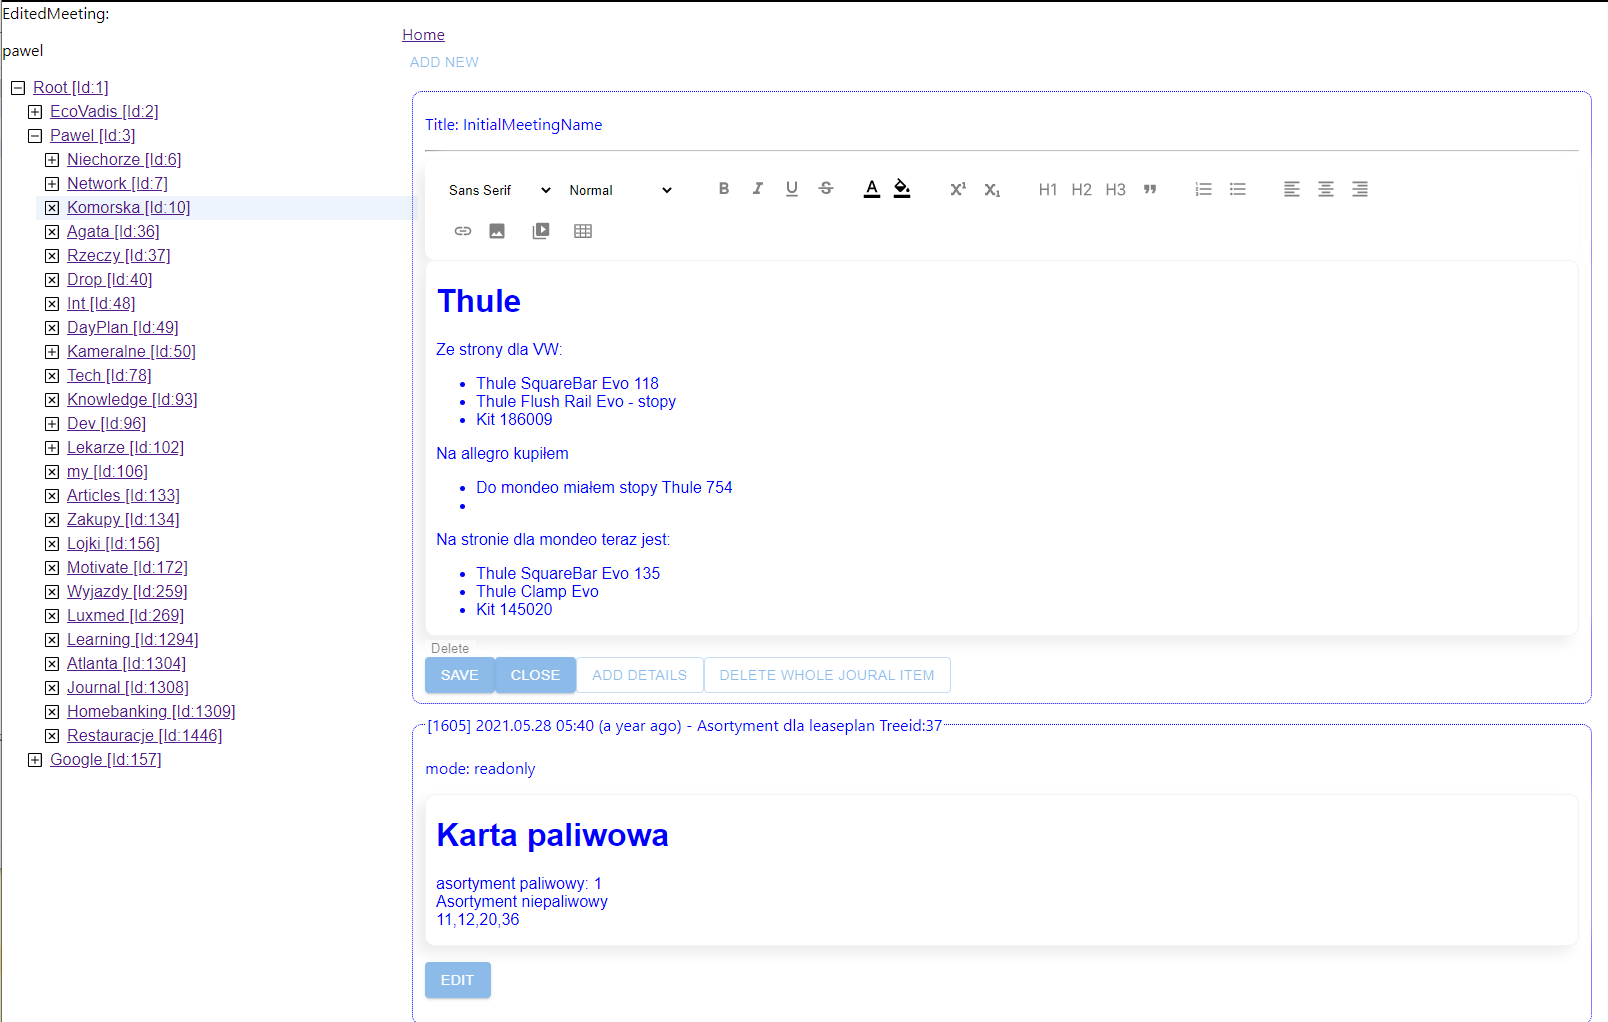 EditedMeeting:
pawel
Root [Id:1]
EcoVadis [Id:2]
Pawel [Id:3]
Niechorze [Id:6]
Network [Id:7]
Komorska [Id:10]
Agata [Id:36]
Rzeczy [Id:37]
Drop [Id:40]
Int [Id:48]
DayPlan [Id:49]
Kameralne [Id:50]
Tech [Id:78]
Knowledge [Id:93]
Dev [Id:96]
Lekarze [Id:102]
my [Id:106]
Articles [Id:133]
Zakupy [Id:134]
Lojki [Id:156]
Motivate [Id:172]
Wyjazdy [Id:259]
Luxmed [Id:269]
Learning [Id:1294]
Atlanta [Id:1304]
Journal [Id:1308]
Homebanking [Id:1309]
Restauracje [Id:1446]
Google [Id:157]
Home
ADD NEW
Title: InitialMeetingName
Sans Serif Normal B I U S A X¹ X₁ H1 H2 H3
Thule
Ze strony dla VW:
Thule SquareBar Evo 118
Thule Flush Rail Evo - stopy
Kit 186009
Na allegro kupiłem
Do mondeo miałem stopy Thule 754
Na stronie dla mondeo teraz jest:
Thule SquareBar Evo 135
Thule Clamp Evo
Kit 145020
Delete
SAVE CLOSE ADD DETAILS DELETE WHOLE JOURAL ITEM
[1605] 2021.05.28 05:40 (a year ago) - Asortyment dla leaseplan Treeid:37
mode: readonly
Karta paliwowa
asortyment paliwowy: 1
Asortyment niepaliwowy
11,12,20,36
EDIT